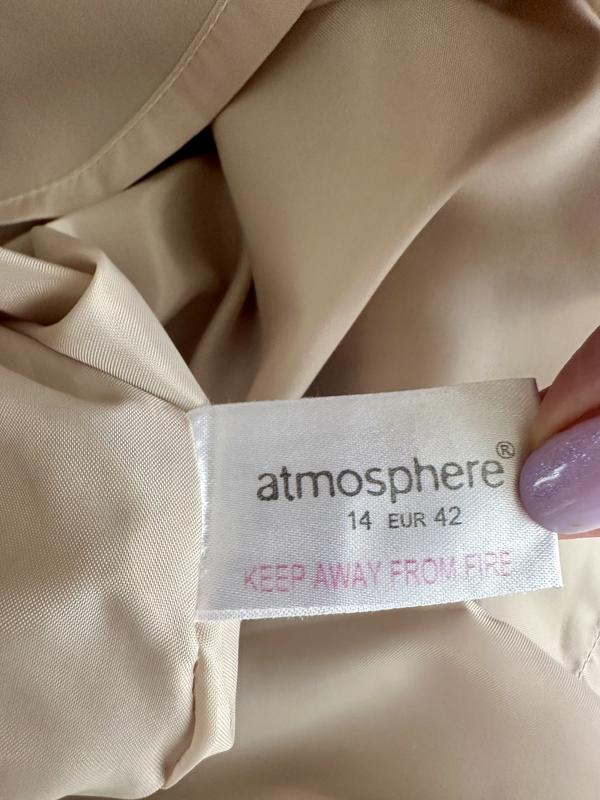 atmosphere®
14 EUR 42
KEEP AWAY FROM FIRE